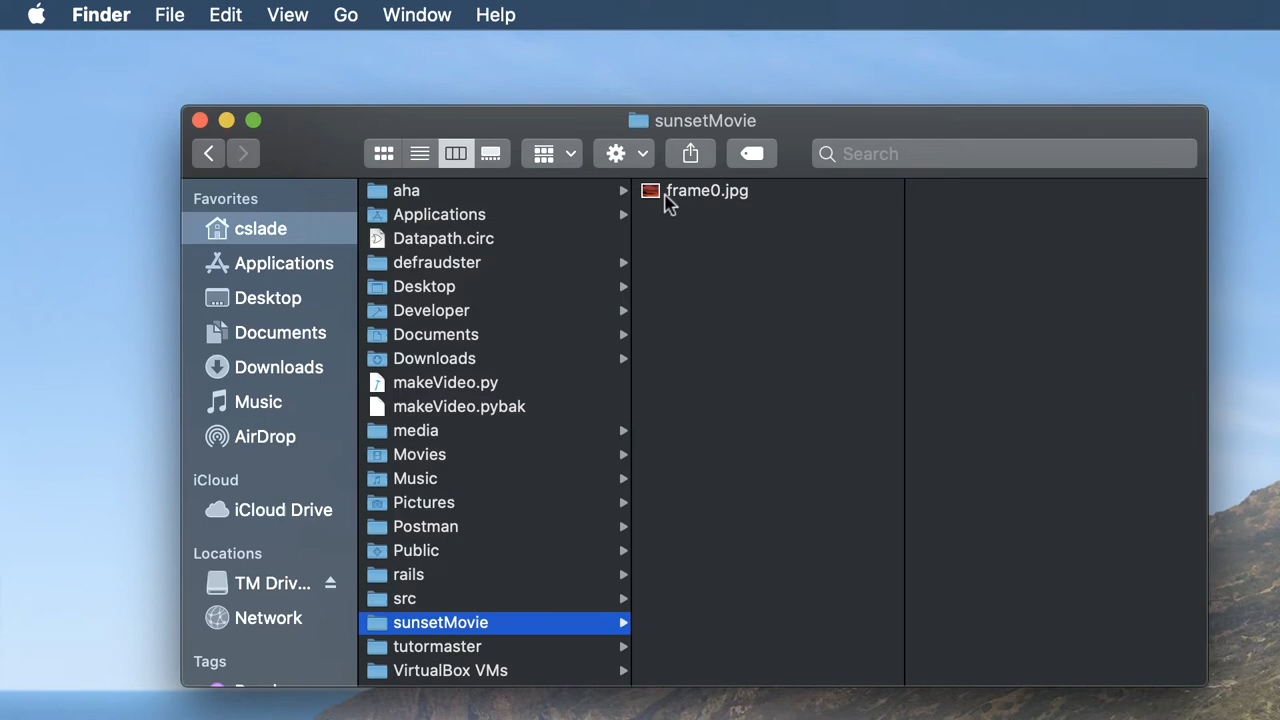 Finder File Edit View Go Window Help
sunsetMovie
Search
Favorites
cslade
Applications
Desktop
Documents
Downloads
Music
AirDrop
iCloud
iCloud Drive
Locations
TM Driv...
Network
Tags
aha
Applications
Datapath.circ
defraudster
Desktop
Developer
Documents
Downloads
makeVideo.py
makeVideo.pybak
media
Movies
Music
Pictures
Postman
Public
rails
src
sunsetMovie
tutormaster
VirtualBox VMs
frame0.jpg